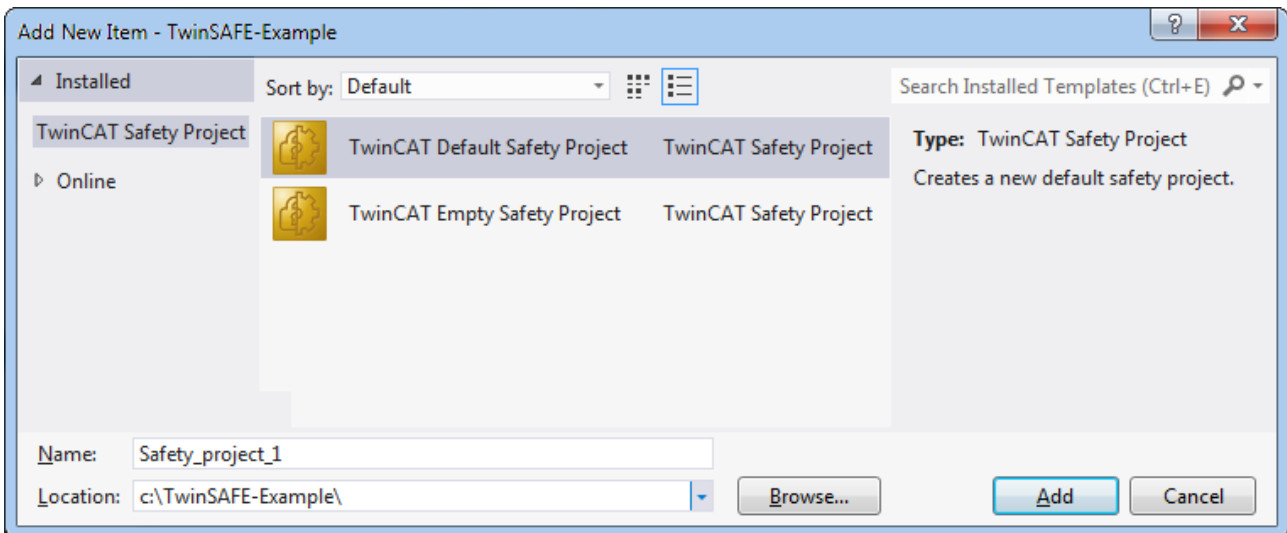 Add New Item - TwinSAFE-Example
Installed
Sort by: Default
Search Installed Templates (Ctrl+E)
TwinCAT Safety Project
Online
TwinCAT Default Safety Project TwinCAT Safety Project
TwinCAT Empty Safety Project TwinCAT Safety Project
Type: TwinCAT Safety Project
Creates a new default safety project.
Name: Safety_project_1
Location: c:\TwinSAFE-Example\
Browse...
Add
Cancel